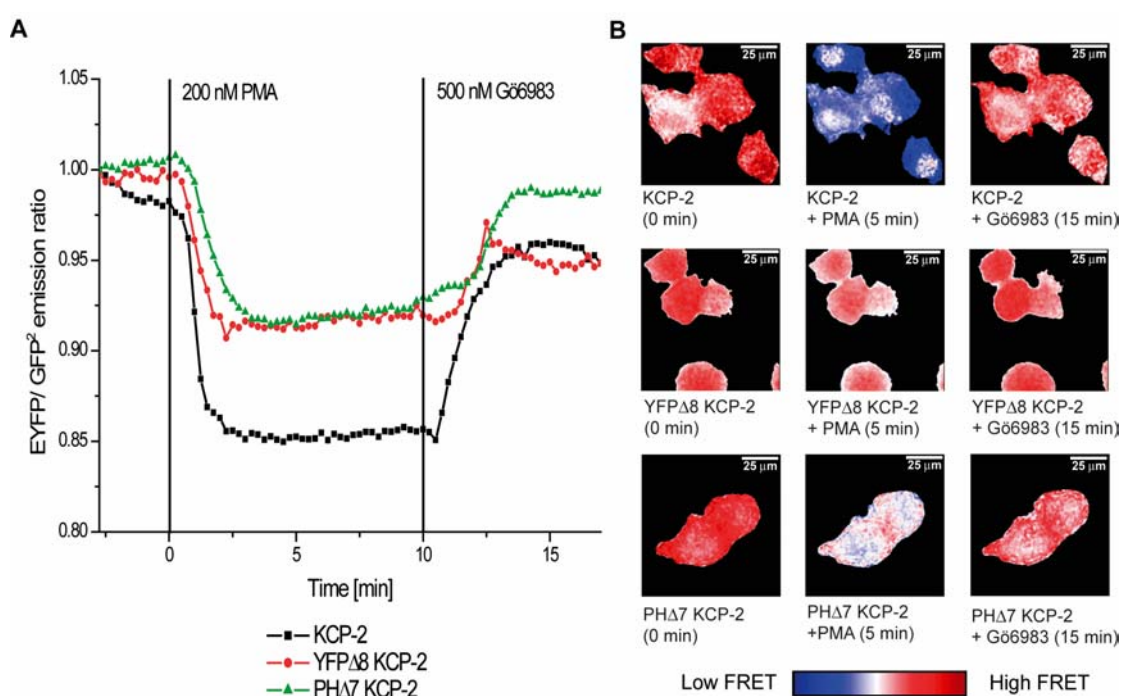 A
EYFP/ GFP² emission ratio
1.05
1.00
0.95
0.90
0.85
0.80
200 nM PMA
500 nM Gö6983
0
5
10
15
Time [min]
KCP-2
YFPΔ8 KCP-2
PHΔ7 KCP-2
B
25 µm
25 µm
25 µm
KCP-2
(0 min)
KCP-2
+ PMA (5 min)
KCP-2
+ Gö6983 (15 min)
25 µm
25 µm
25 µm
YFPΔ8 KCP-2
(0 min)
YFPΔ8 KCP-2
+ PMA (5 min)
YFPΔ8 KCP-2
+ Gö6983 (15 min)
25 µm
25 µm
25 µm
PHΔ7 KCP-2
(0 min)
PHΔ7 KCP-2
+PMA (5 min)
PHΔ7 KCP-2
+ Gö6983 (15 min)
Low FRET
High FRET